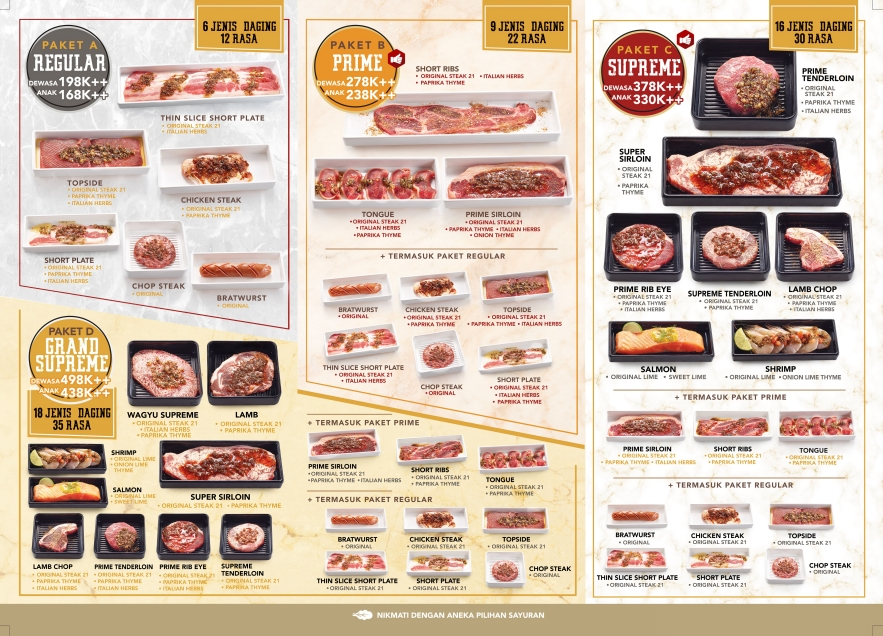 6 JENIS DAGING
12 RASA
PAKET A
REGULAR
DEWASA 198K++
ANAK 168K++
THIN SLICE SHORT PLATE
• ORIGINAL STEAK 21
• ITALIAN HERBS
TOPSIDE
• ORIGINAL STEAK 21
• PAPRIKA THYME
• ITALIAN HERBS
CHICKEN STEAK
• ORIGINAL STEAK 21
• PAPRIKA THYME
SHORT PLATE
• ORIGINAL STEAK 21
• PAPRIKA THYME
• ITALIAN HERBS
CHOP STEAK
• ORIGINAL
BRATWURST
• ORIGINAL
9 JENIS DAGING
22 RASA
PAKET B
PRIME
DEWASA 278K++
ANAK 238K++
SHORT RIBS
• ORIGINAL STEAK 21 • ITALIAN HERBS
• PAPRIKA THYME
TONGUE
• ORIGINAL STEAK 21
• ITALIAN HERBS
• PAPRIKA THYME
PRIME SIRLOIN
• ORIGINAL STEAK 21
• PAPRIKA THYME • ITALIAN HERBS
• ONION THYME
+ TERMASUK PAKET REGULAR
BRATWURST
• ORIGINAL
CHICKEN STEAK
• ORIGINAL STEAK 21
• PAPRIKA THYME
TOPSIDE
• ORIGINAL STEAK 21
• PAPRIKA THYME • ITALIAN HERBS
THIN SLICE SHORT PLATE
• ORIGINAL STEAK 21
• ITALIAN HERBS
CHOP STEAK
• ORIGINAL
SHORT PLATE
• ORIGINAL STEAK 21
• ITALIAN HERBS
• PAPRIKA THYME
16 JENIS DAGING
30 RASA
PAKET C
SUPREME
DEWASA 378K++
ANAK 330K++
PRIME
TENDERLOIN
• ORIGINAL
STEAK 21
• PAPRIKA THYME
• ITALIAN HERBS
SUPER
SIRLOIN
• ORIGINAL
STEAK 21
• PAPRIKA
THYME
PRIME RIB EYE
• ORIGINAL STEAK 21
• PAPRIKA THYME
• ITALIAN HERBS
SUPREME TENDERLOIN
• ORIGINAL STEAK 21
• PAPRIKA THYME
LAMB CHOP
• ORIGINAL STEAK 21
• PAPRIKA THYME
• ITALIAN HERBS
SALMON
• ORIGINAL LIME • SWEET LIME
SHRIMP
• ORIGINAL LIME • ONION LIME THYME
+ TERMASUK PAKET PRIME
PRIME SIRLOIN
• ORIGINAL STEAK 21
• PAPRIKA THYME • ITALIAN HERBS
SHORT RIBS
• ORIGINAL STEAK 21
• PAPRIKA THYME
TONGUE
• ORIGINAL STEAK 21
• PAPRIKA THYME
+ TERMASUK PAKET REGULAR
BRATWURST
• ORIGINAL
CHICKEN STEAK
• ORIGINAL STEAK 21
TOPSIDE
• ORIGINAL STEAK 21
THIN SLICE SHORT PLATE
• ORIGINAL STEAK 21
SHORT PLATE
• ORIGINAL STEAK 21
CHOP STEAK
• ORIGINAL
PAKET D
GRAND
SUPREME
DEWASA 498K++
ANAK 438K++
18 JENIS DAGING
35 RASA
WAGYU SUPREME
• ORIGINAL STEAK 21
• ITALIAN HERBS
• PAPRIKA THYME
LAMB
• ORIGINAL STEAK 21
• PAPRIKA THYME
SHRIMP
• ORIGINAL LIME
• ONION LIME
THYME
SALMON
• ORIGINAL LIME
• SWEET LIME
SUPER SIRLOIN
• ORIGINAL STEAK 21 • PAPRIKA THYME
LAMB CHOP
• ORIGINAL STEAK 21
• PAPRIKA THYME
• ITALIAN HERBS
PRIME TENDERLOIN
• ORIGINAL STEAK 21
• PAPRIKA THYME
• ITALIAN HERBS
PRIME RIB EYE
• ORIGINAL STEAK 21
• PAPRIKA THYME
• ITALIAN HERBS
SUPREME
TENDERLOIN
• ORIGINAL STEAK 21
• PAPRIKA THYME
+ TERMASUK PAKET PRIME
PRIME SIRLOIN
• ORIGINAL STEAK 21
• PAPRIKA THYME • ITALIAN HERBS
SHORT RIBS
• ORIGINAL STEAK 21
• PAPRIKA THYME
TONGUE
• ORIGINAL STEAK 21
• PAPRIKA THYME
+ TERMASUK PAKET REGULAR
BRATWURST
• ORIGINAL
CHICKEN STEAK
• ORIGINAL STEAK 21
TOPSIDE
• ORIGINAL STEAK 21
THIN SLICE SHORT PLATE
• ORIGINAL STEAK 21
SHORT PLATE
• ORIGINAL STEAK 21
CHOP STEAK
• ORIGINAL
NIKMATI DENGAN ANEKA PILIHAN SAYURAN